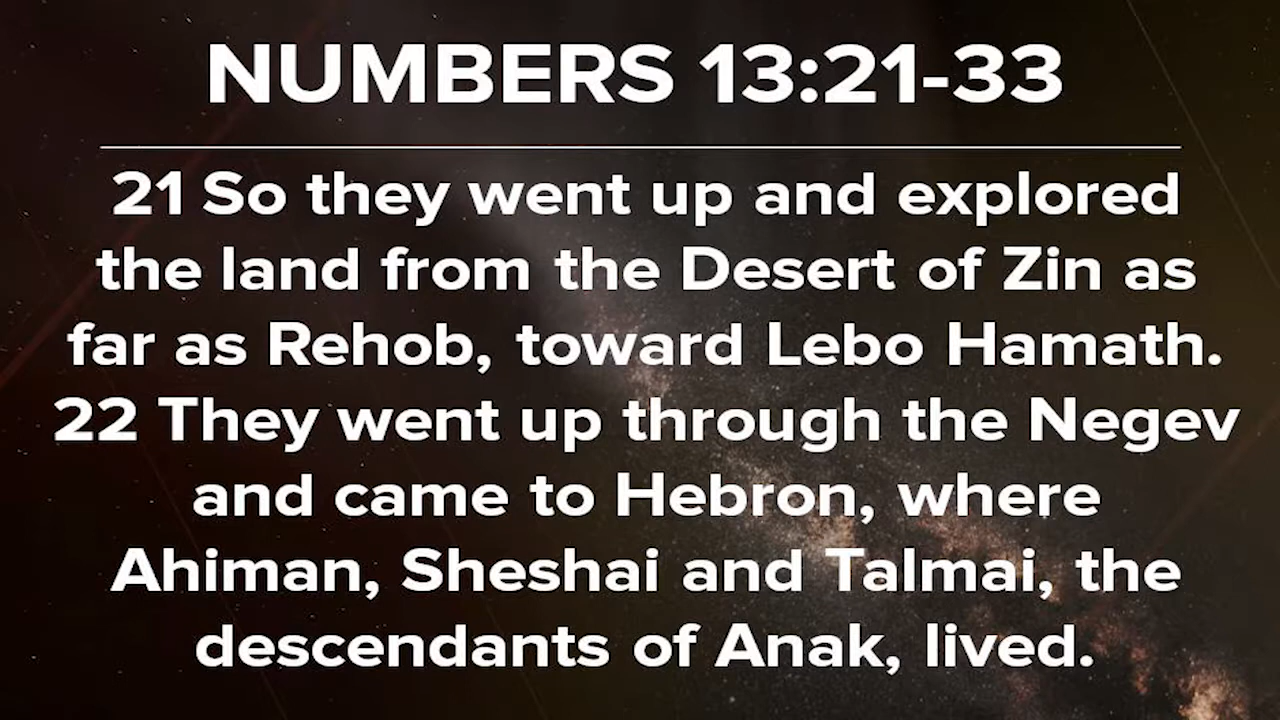 NUMBERS 13:21-33
21 So they went up and explored
the land from the Desert of Zin as
far as Rehob, toward Lebo Hamath.
22 They went up through the Negev
and came to Hebron, where
Ahiman, Sheshai and Talmai, the
descendants of Anak, lived.